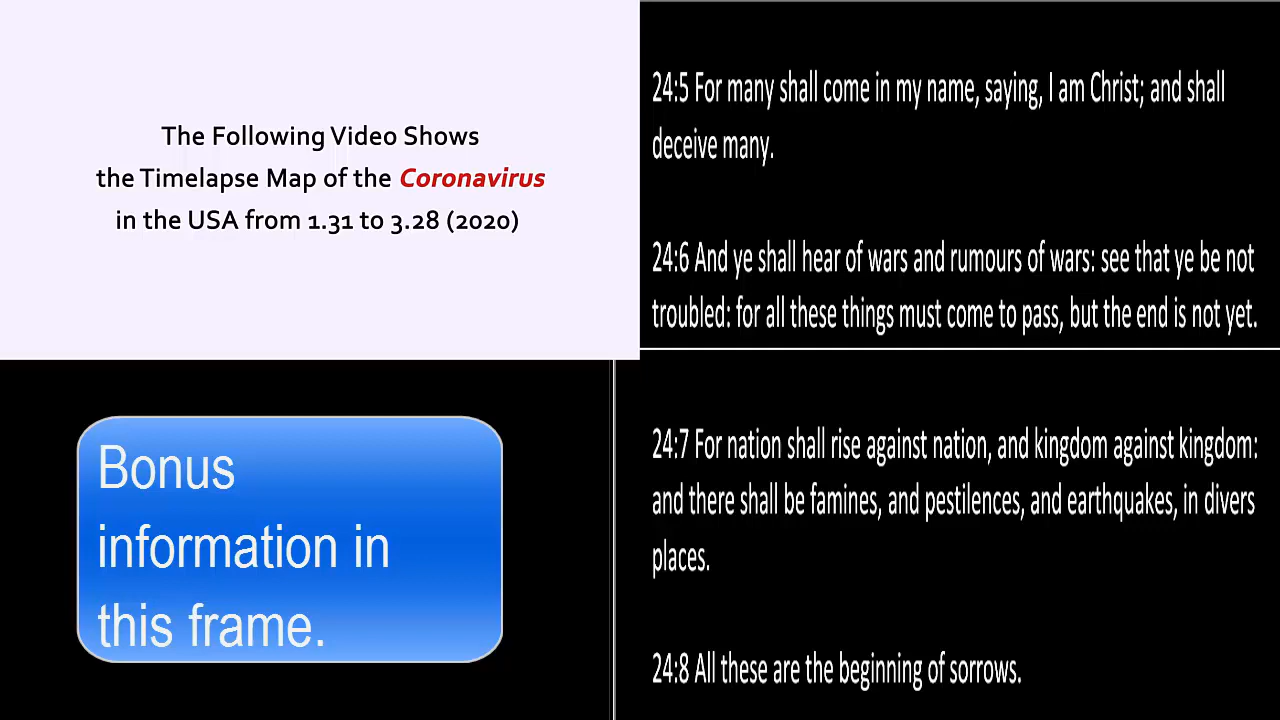 The Following Video Shows
the Timelapse Map of the Coronavirus
in the USA from 1.31 to 3.28 (2020)
24:5 For many shall come in my name, saying, I am Christ; and shall
deceive many.
24:6 And ye shall hear of wars and rumours of wars: see that ye be not
troubled: for all these things must come to pass, but the end is not yet.
Bonus
information in
this frame.
24:7 For nation shall rise against nation, and kingdom against kingdom:
and there shall be famines, and pestilences, and earthquakes, in divers
places.
24:8 All these are the beginning of sorrows.